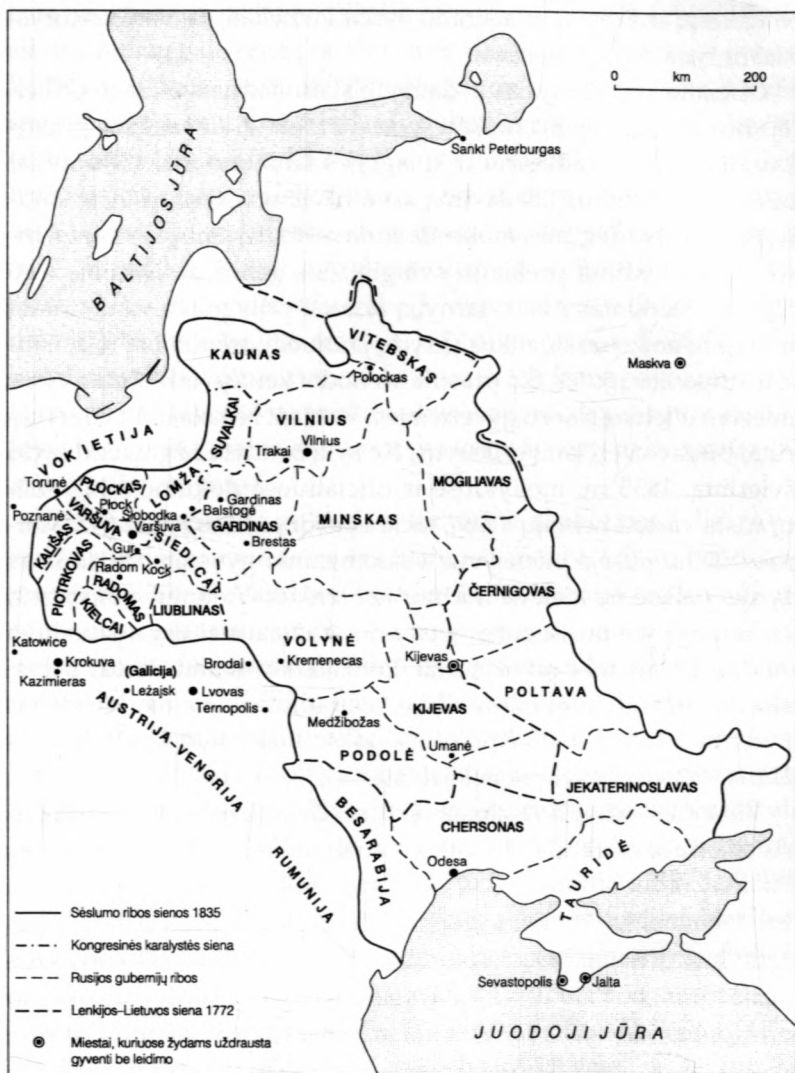 0 km 200
Sankt Peterburgas
BALTIJOS JŪRA
VITEBSKAS
KAUNAS
Maskva
Polockas
SUVALKAI
VILNIUS
Vilnius
Trakai
VOKIETIJA
MOGILIAVAS
LOMŽA
PLOCKAS
Torunė
Gardinas
Płock
Slobodka
Balstogė
MINSKAS
Poznanė
VARŠUVA
Varšuva
GARDINAS
Brestas
KALIŠAS
SIEDLCAI
Gur
Radom
Kock
PIOTRKUVAS
RADOMAS
ČERNIGOVAS
KIELCAI
LIUBLINAS
VOLYNĖ
Katowice
Krokuva
Brodai
Kremenecas
Kijevas
Kazimieras
(Galicija)
Ležajsk
Lvovas
POLTAVA
Ternopolis
Medžibožas
KIJEVAS
AUSTRIJA-VENGRIJA
PODOLĖ
Umanė
JEKATERINOSLAVAS
BESARABIJA
CHERSONAS
RUMUNIJA
Odesa
TAURIDĖ
Sėslumo ribos sienos 1835
Kongresinės karalystės siena
Rusijos gubernijų ribos
Lenkijos–Lietuvos siena 1772
Miestai, kuriuose žydams uždrausta
gyventi be leidimo
Sevastopolis
Jalta
JUODOJI JŪRA